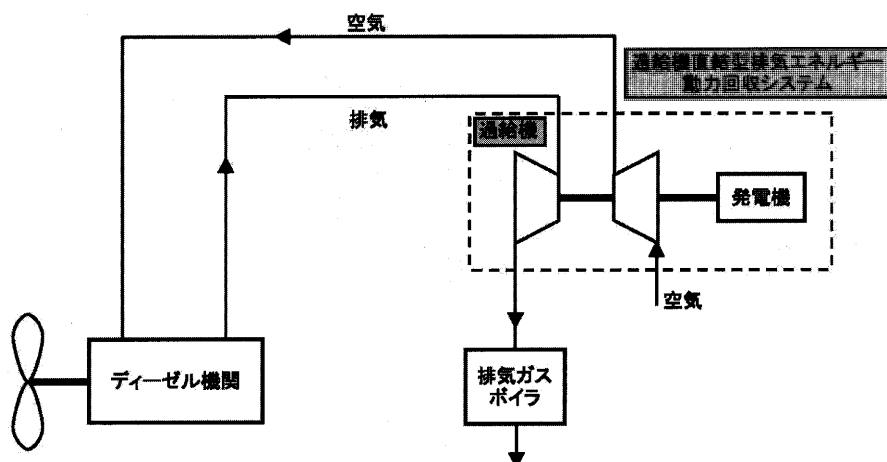 空気
過給機直結型排気エネルギー
動力回収システム
排気
過給機
発電機
空気
ディーゼル機関
排気ガス
ボイラ